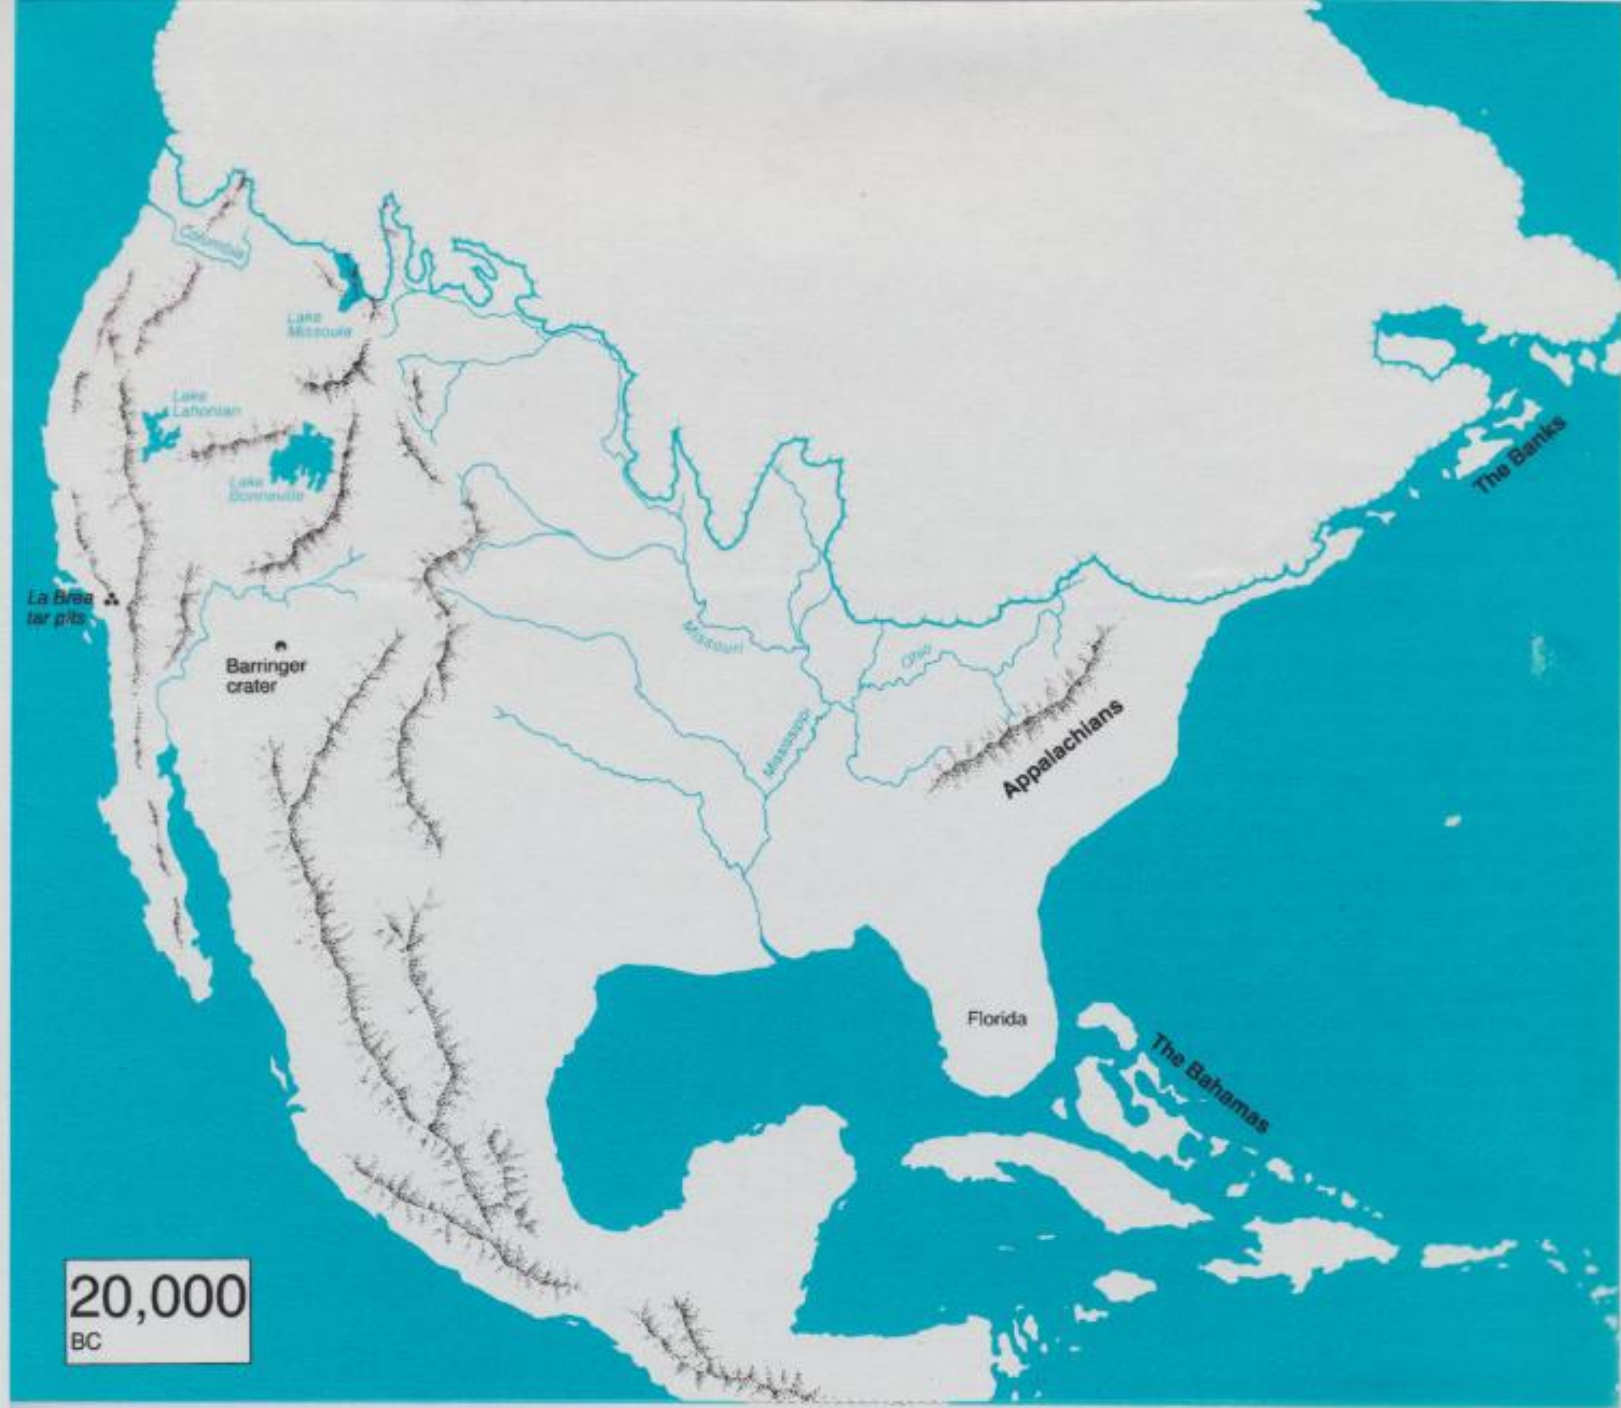 Columbia
Lake
Missoula
Lake
Lahontan
Lake
Bonneville
The Banks
La Brea
tar pits
Barringer
crater
Missouri
Ohio
Mississippi
Appalachians
Florida
The Bahamas
20,000
BC